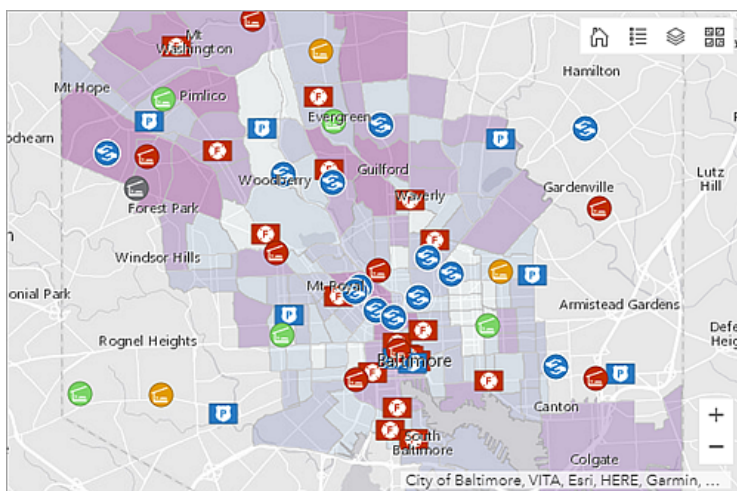 Mt
Washington
Hamilton
Mt Hope
Pimlico
Evergreen
ochearn
Lutz
Hill
Guilford
Woodberry
Gardenville
Waverly
Forest Park
Windsor Hills
Mt Royal
onial Park
Armistead Gardens
Rognel Heights
Defe
Heig
Baltimore
Canton
South
Baltimore
Colgate
+
−
City of Baltimore, VITA, Esri, HERE, Garmin, ...
P
P
P
P
P
P
P
F
F
F
F
F
F
F
F
F
F
F